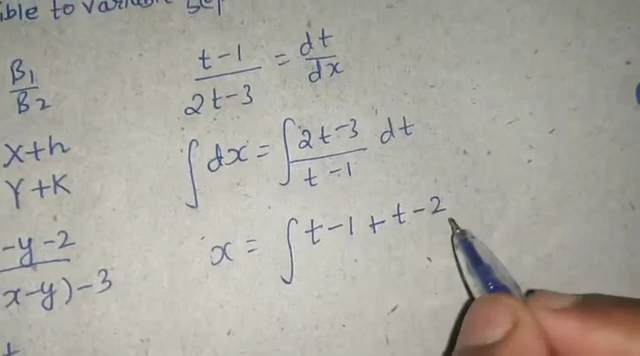 ible to variable sep
B₁/B₂
x+h
Y+K
-y-2
x-y)-3
t-1/2t-3 = dt/dx
∫dx = ∫2t-3/t-1 dt
x = ∫t-1+t-2